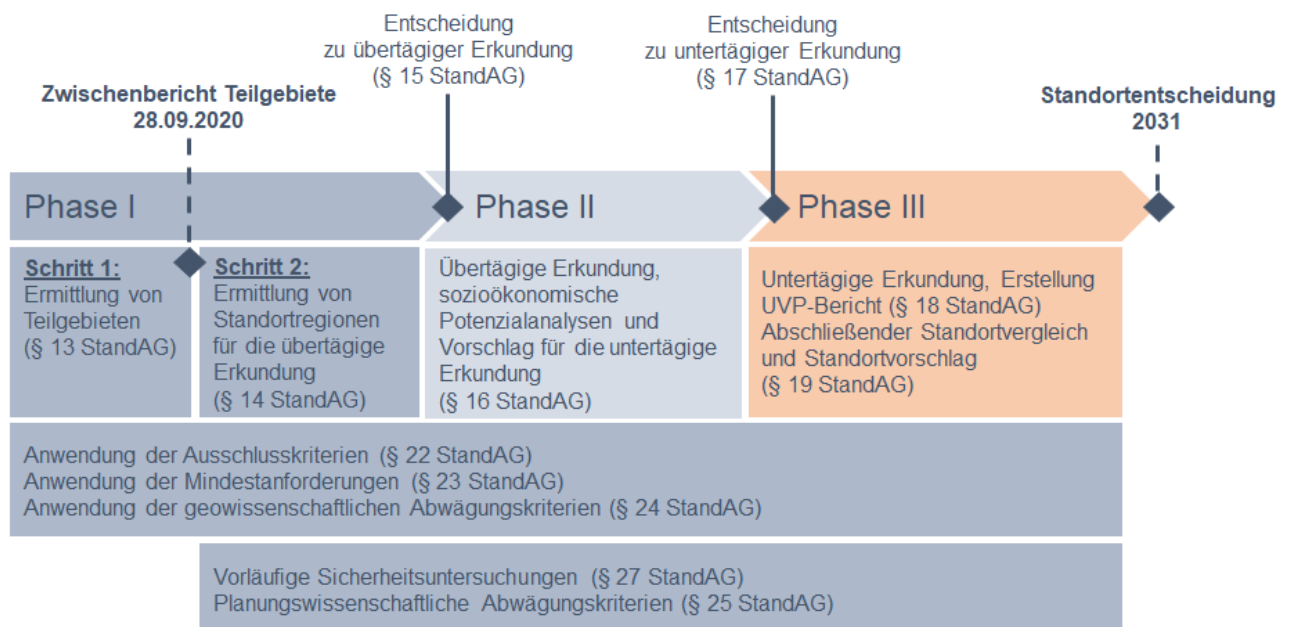 Entscheidung
zu übertägiger Erkundung
(§ 15 StandAG)
Entscheidung
zu untertägiger Erkundung
(§ 17 StandAG)
Zwischenbericht Teilgebiete
28.09.2020
Standortentscheidung
2031
Phase I
Phase II
Phase III
Schritt 1:
Ermittlung von
Teilgebieten
(§ 13 StandAG)
Schritt 2:
Ermittlung von
Standortregionen
für die übertägige
Erkundung
(§ 14 StandAG)
Übertägige Erkundung,
sozioökonomische
Potenzialanalysen und
Vorschlag für die untertägige
Erkundung
(§ 16 StandAG)
Untertägige Erkundung, Erstellung
UVP-Bericht (§ 18 StandAG)
Abschließender Standortvergleich
und Standortvorschlag
(§ 19 StandAG)
Anwendung der Ausschlusskriterien (§ 22 StandAG)
Anwendung der Mindestanforderungen (§ 23 StandAG)
Anwendung der geowissenschaftlichen Abwägungskriterien (§ 24 StandAG)
Vorläufige Sicherheitsuntersuchungen (§ 27 StandAG)
Planungswissenschaftliche Abwägungskriterien (§ 25 StandAG)